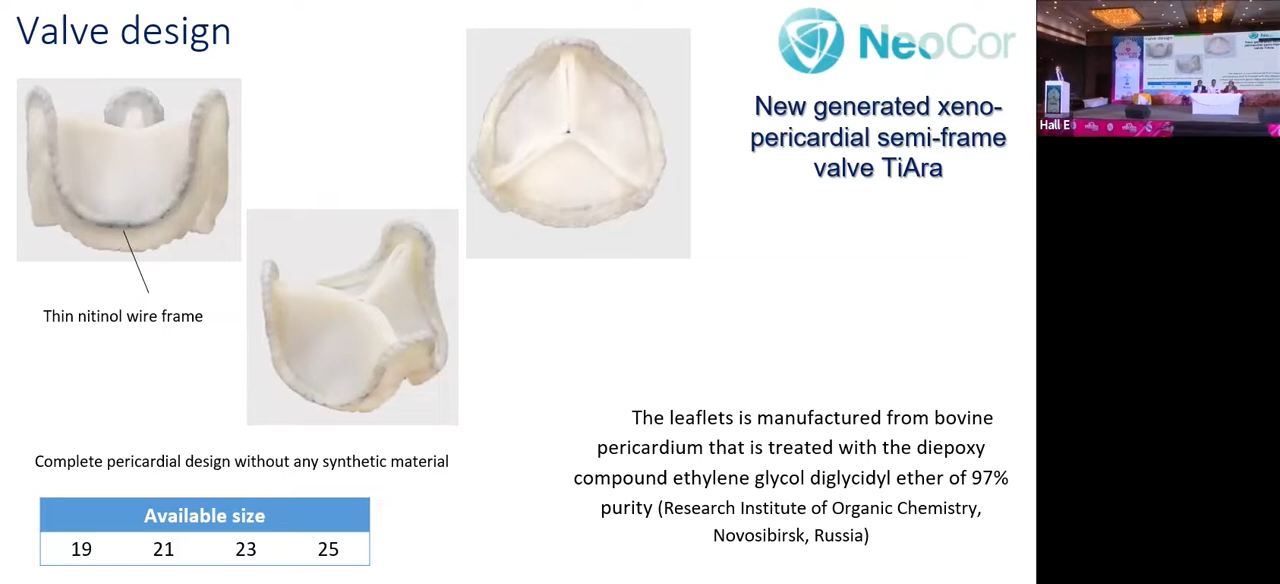 Valve design
NeoCor
New generated xeno-
pericardial semi-frame
valve TiAra
Thin nitinol wire frame
Complete pericardial design without any synthetic material
Available size
19 21 23 25
The leaflets is manufactured from bovine
pericardium that is treated with the diepoxy
compound ethylene glycol diglycidyl ether of 97%
purity (Research Institute of Organic Chemistry,
Novosibirsk, Russia)
Hall E